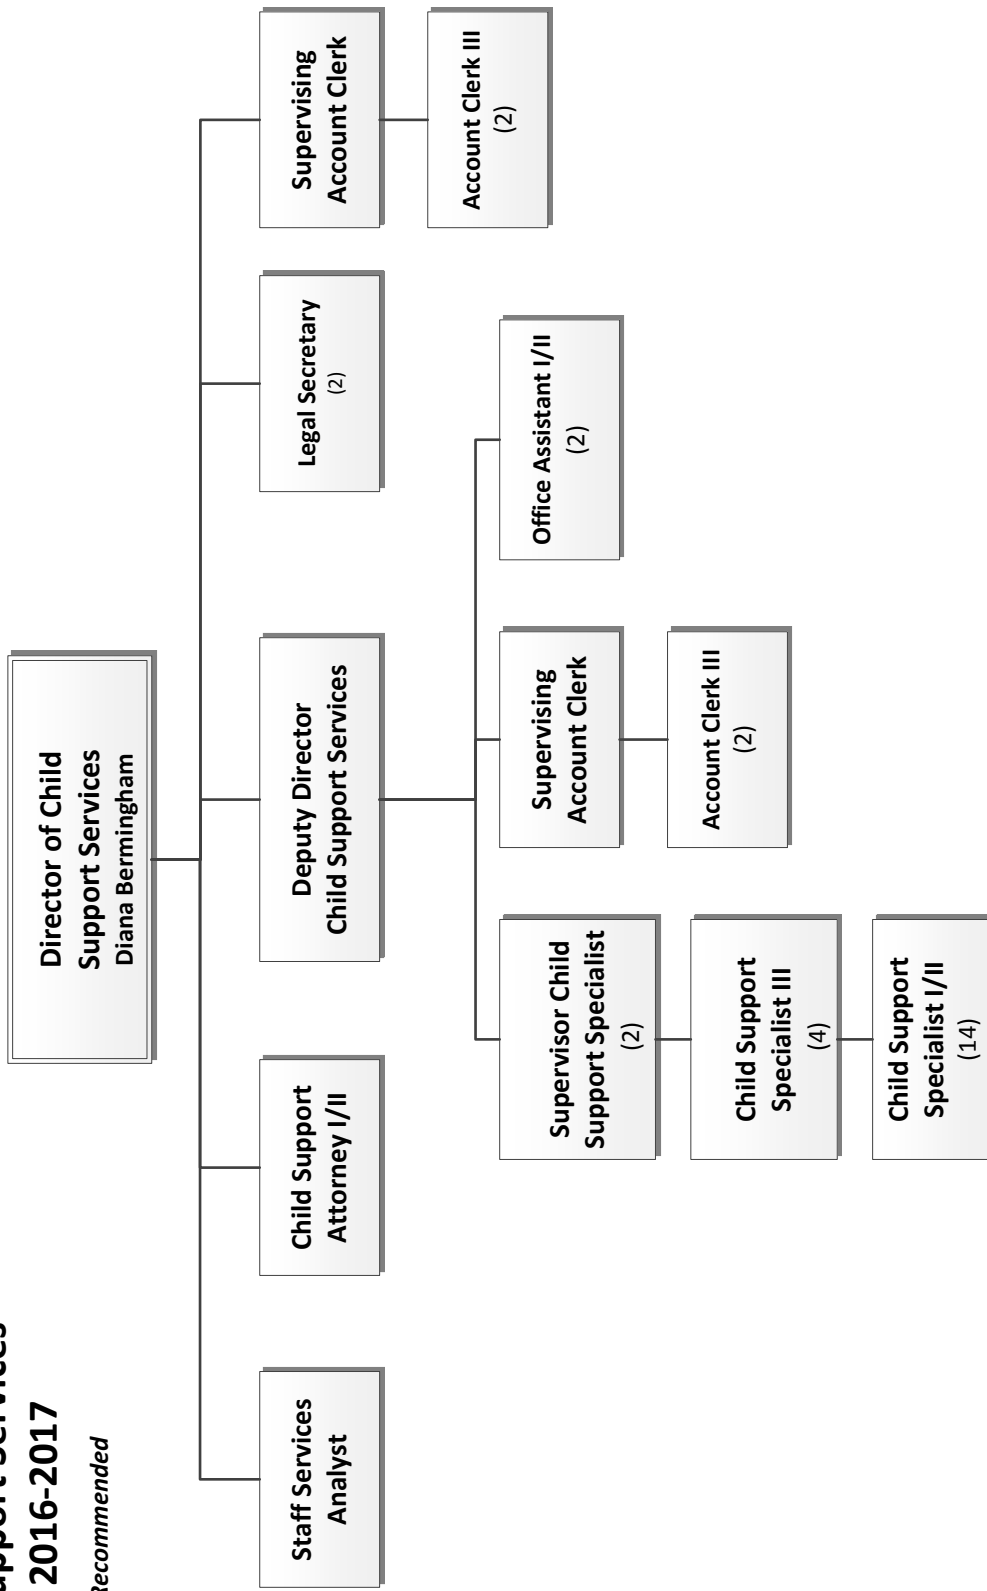 upport Services
2016-2017
Recommended
Director of Child
Support Services
Diana Bermingham
Staff Services
Analyst
Child Support
Attorney I/II
Deputy Director
Child Support Services
Legal Secretary
(2)
Supervising
Account Clerk
Account Clerk III
(2)
Supervisor Child
Support Specialist
(2)
Supervising
Account Clerk
Office Assistant I/II
(2)
Child Support
Specialist III
(4)
Account Clerk III
(2)
Child Support
Specialist I/II
(14)